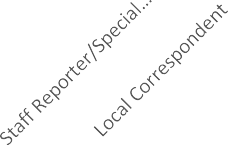 Staff Reporter/Special...
Local Correspondent